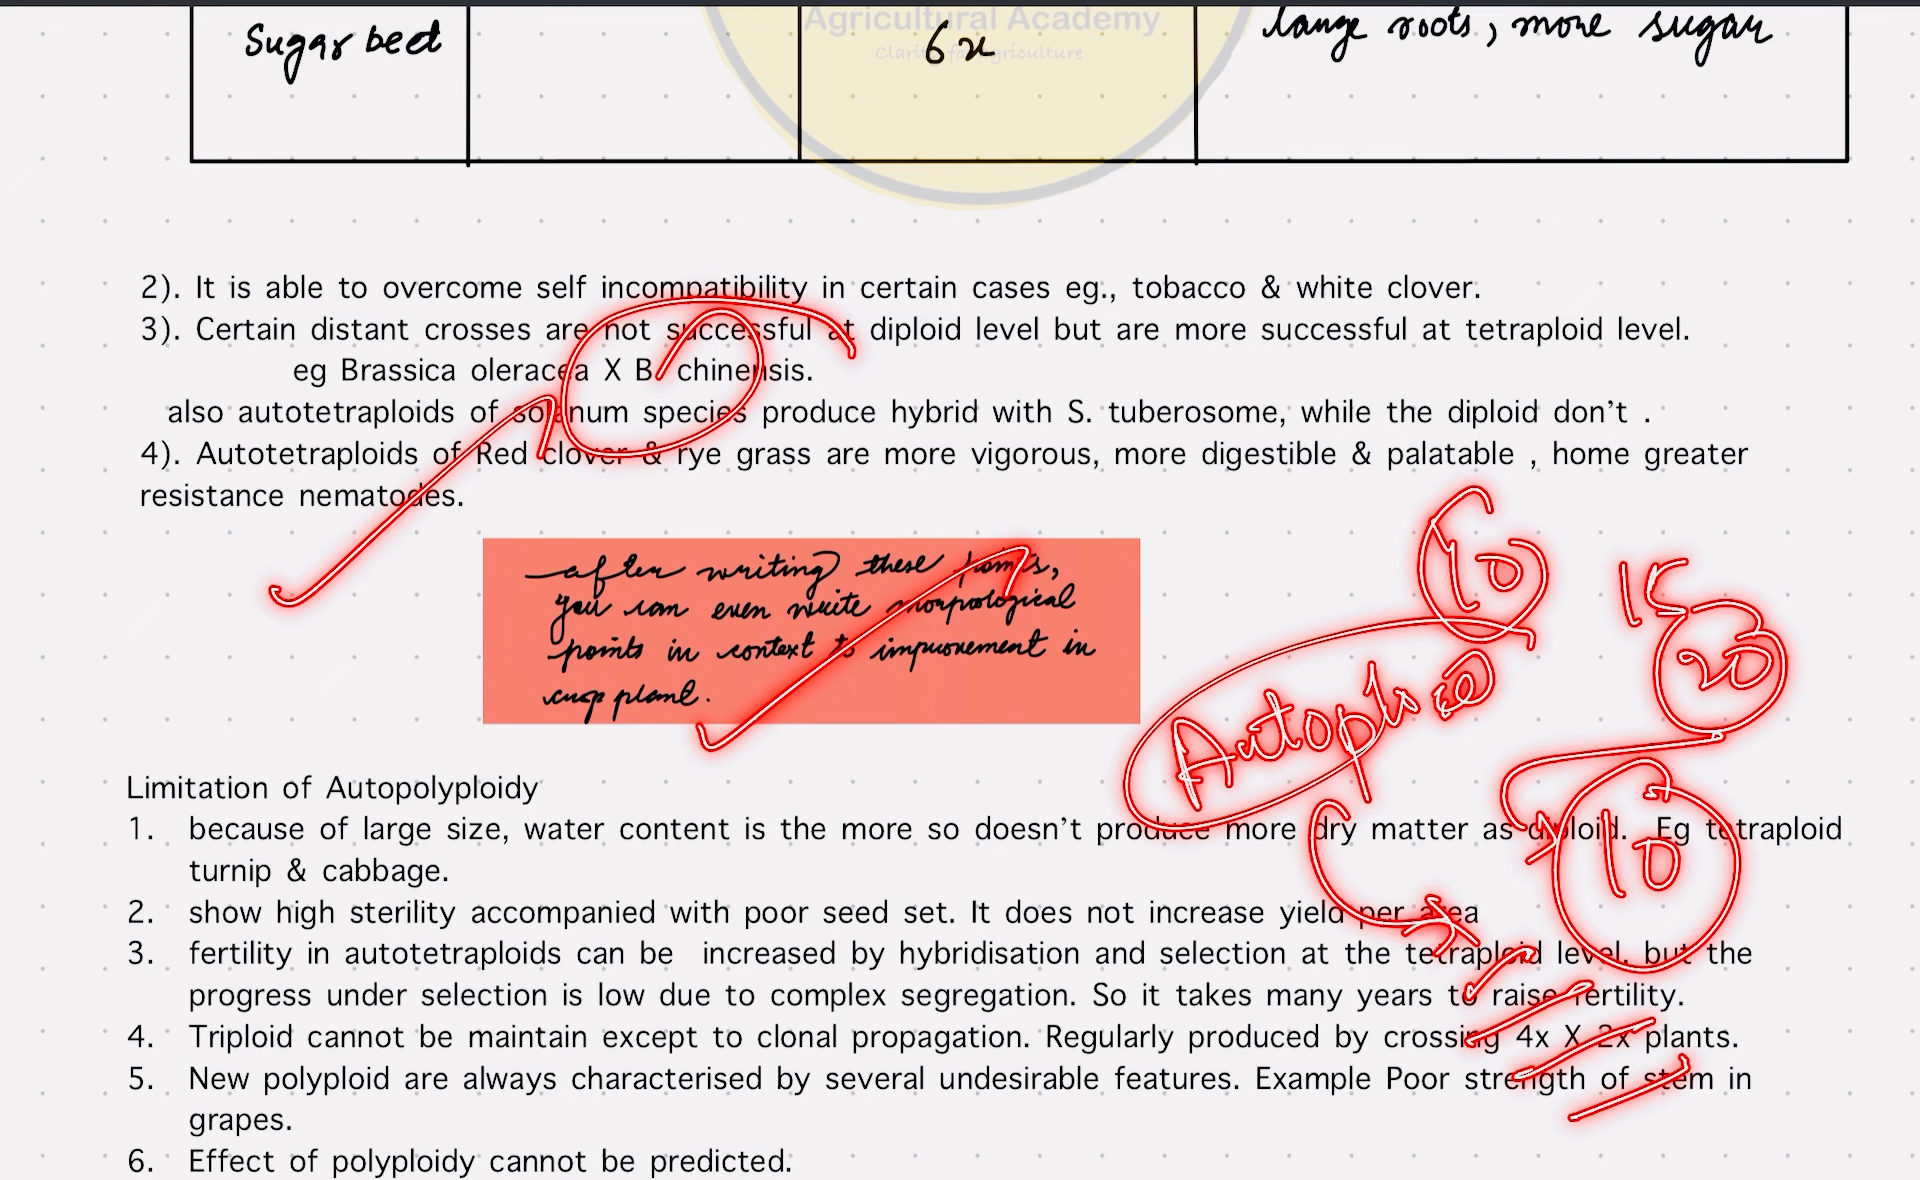 Agricultural Academy
Clarity for Agriculture
Sugar beet
6x
large roots, more sugar
2). It is able to overcome self incompatibility in certain cases eg., tobacco & white clover.
3). Certain distant crosses are not successful at diploid level but are more successful at tetraploid level.
eg Brassica oleracea X B. chinensis.
also autotetraploids of solanum species produce hybrid with S. tuberosome, while the diploid don’t .
4). Autotetraploids of Red clover & rye grass are more vigorous, more digestible & palatable , home greater
resistance nematodes.
after writing these points,
you can even write morpological
points in context to improvement in
crop plant.
10
15
20
Autoploid
10
Limitation of Autopolyploidy
1. because of large size, water content is the more so doesn’t produce more dry matter as diploid. Eg tetraploid
turnip & cabbage.
2. show high sterility accompanied with poor seed set. It does not increase yield per area
3. fertility in autotetraploids can be increased by hybridisation and selection at the tetraploid level, but the
progress under selection is low due to complex segregation. So it takes many years to raise fertility.
4. Triploid cannot be maintain except to clonal propagation. Regularly produced by crossing 4x X 2x plants.
5. New polyploid are always characterised by several undesirable features. Example Poor strength of stem in
grapes.
6. Effect of polyploidy cannot be predicted.